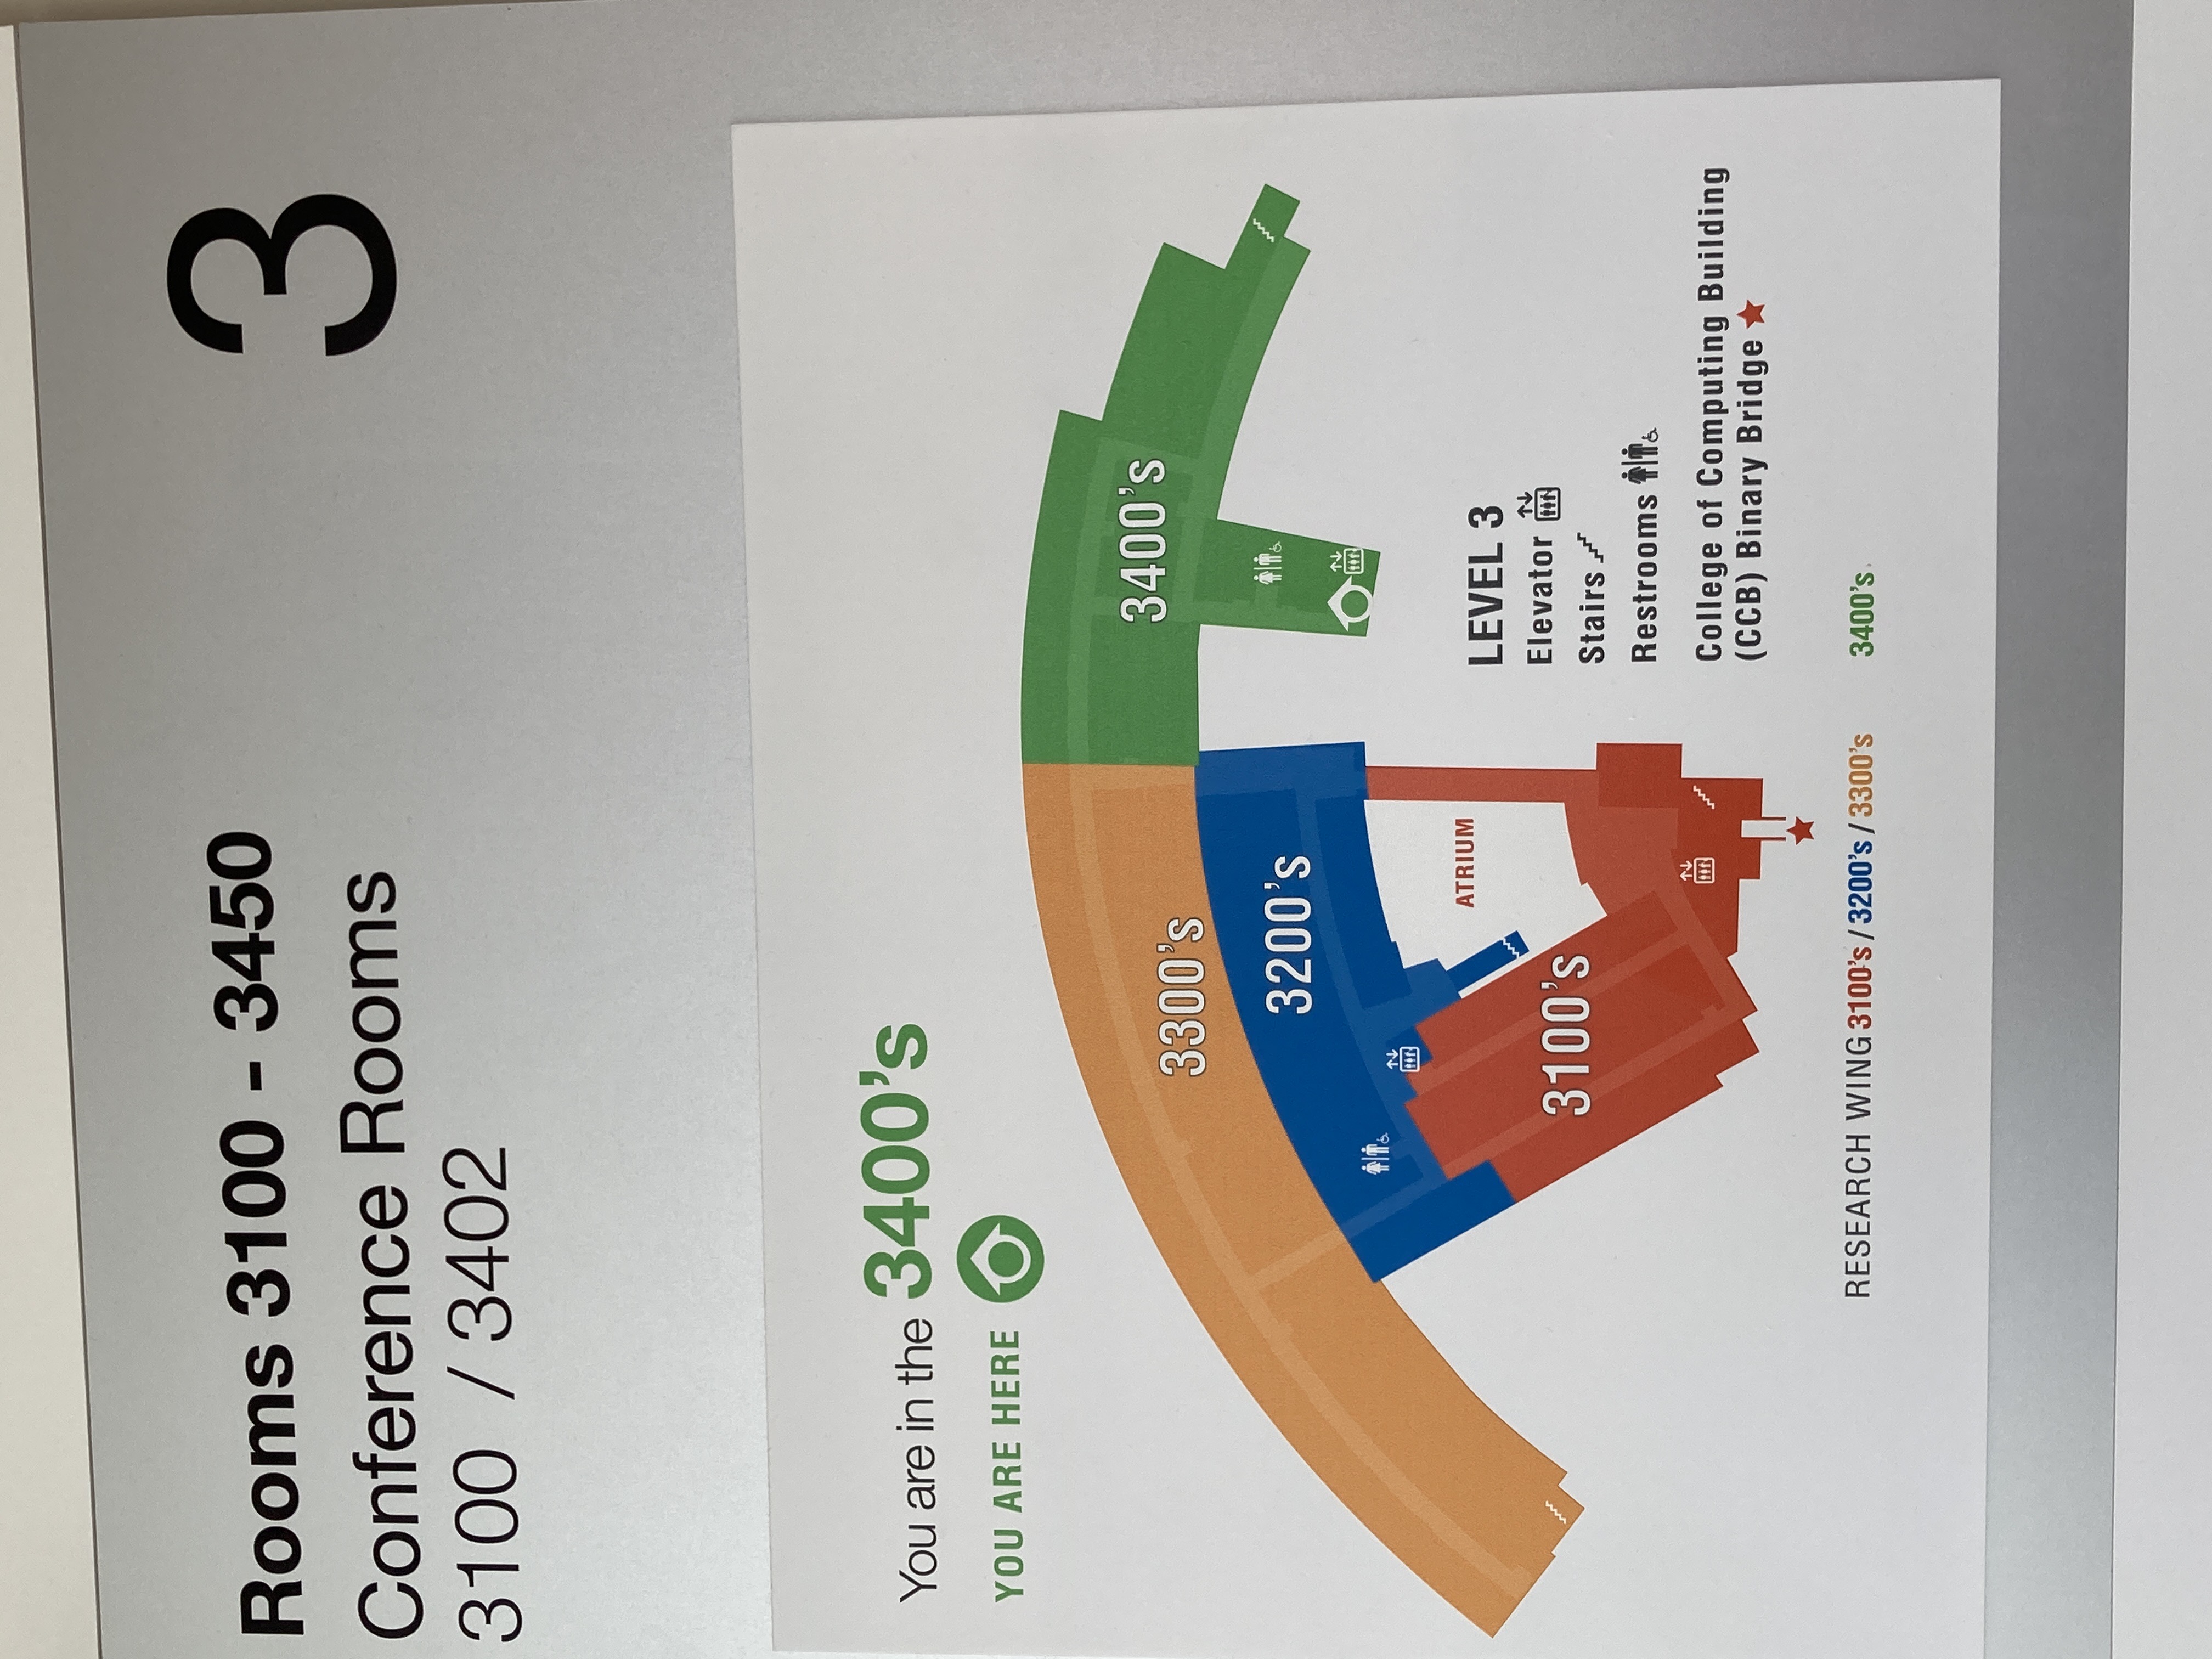 Rooms 3100 - 3450
3
Conference Rooms
3100 / 3402
You are in the 3400's
YOU ARE HERE
3300's
3400's
3200's
ATRIUM
3100's
LEVEL 3
Elevator
Stairs
Restrooms
College of Computing Building
(CCB) Binary Bridge
RESEARCH WING 3100's / 3200's / 3300's
3400's